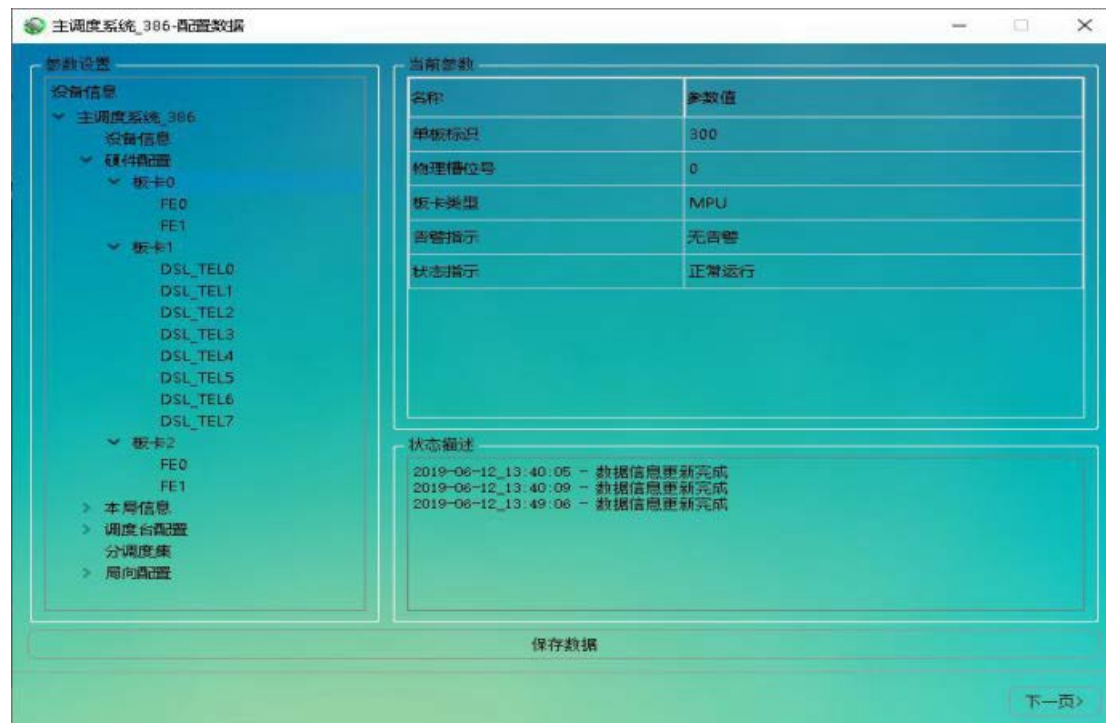 主调度系统_386-配置数据
参数设置
设备信息
主调度系统_386
设备信息
硬件配置
板卡0
FE0
FE1
板卡1
DSL_TEL0
DSL_TEL1
DSL_TEL2
DSL_TEL3
DSL_TEL4
DSL_TEL5
DSL_TEL6
DSL_TEL7
板卡2
FE0
FE1
本局信息
调度台配置
分调度集
局向配置
当前参数
名称 参数值
单板标识 300
物理槽位号 0
板卡类型 MPU
告警指示 无告警
状态指示 正常运行
状态描述
2019-06-12_13:40:05 - 数据信息更新完成
2019-06-12_13:40:09 - 数据信息更新完成
2019-06-12_13:49:06 - 数据信息更新完成
保存数据
下一页>